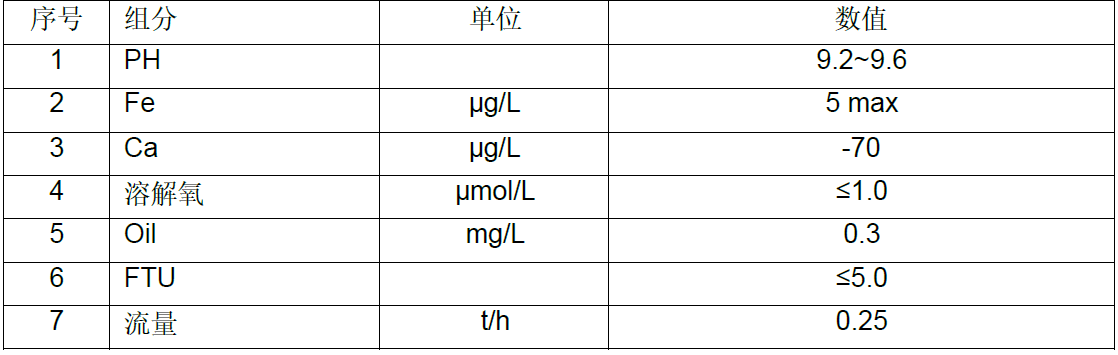 序号 组分 单位 数值
1 PH 9.2~9.6
2 Fe µg/L 5 max
3 Ca µg/L -70
4 溶解氧 µmol/L ≤1.0
5 Oil mg/L 0.3
6 FTU ≤5.0
7 流量 t/h 0.25